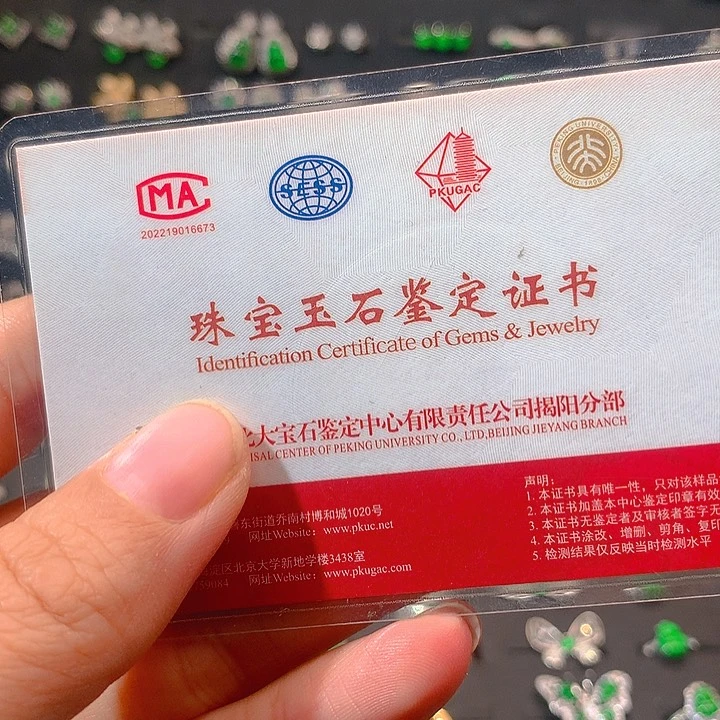 MA
202219016673
SESS
PKUGAC
PEKING UNIVERSITY
1898
珠宝玉石鉴定证书
Identification Certificate of Gems & Jewelry
大宝石鉴定中心有限责任公司揭阳分部
ISAL CENTER OF PEKING UNIVERSITY CO., LTD,BEIJING JIEYANG BRANCH
东街道乔南村博和城1020号
网址Website: www.pkuc.net
区北京大学新地学楼3438室
59084 网址Website: www.pkugac.com
声明:
1. 本证书具有唯一性, 只对该样品
2. 本证书加盖本中心鉴定印章有效
3. 本证书无鉴定者及审核者签字无
4. 本证书涂改、增删、剪角、复印
5. 检测结果仅反映当时检测水平